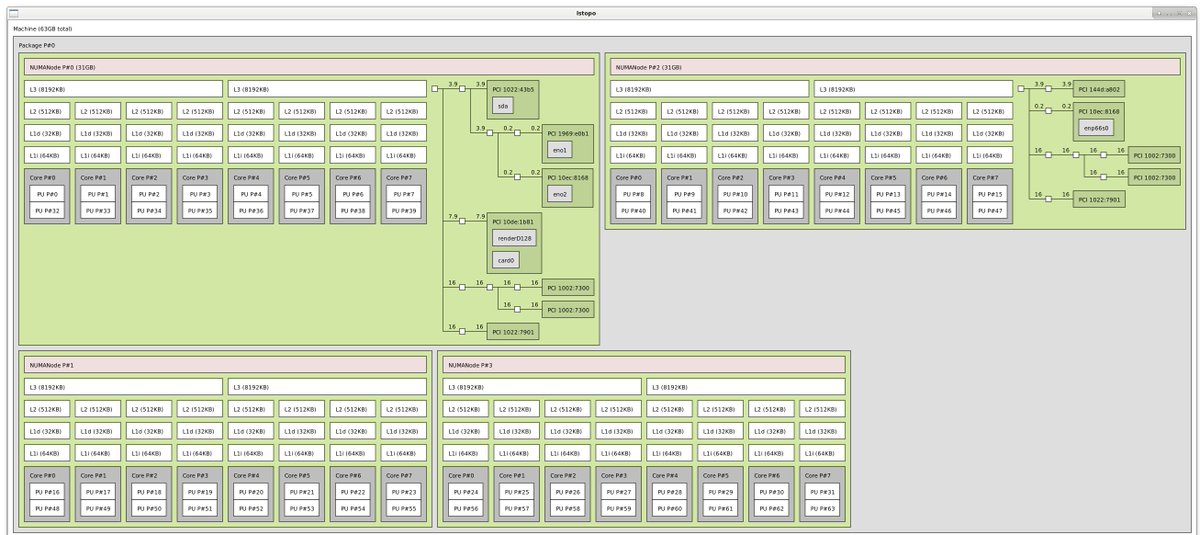 lstopo
Machine (63GB total)
Package P#0
NUMANode P#0 (31GB)
L3 (8192KB) L3 (8192KB)
L2 (512KB) L2 (512KB) L2 (512KB) L2 (512KB) L2 (512KB) L2 (512KB) L2 (512KB) L2 (512KB)
L1d (32KB) L1d (32KB) L1d (32KB) L1d (32KB) L1d (32KB) L1d (32KB) L1d (32KB) L1d (32KB)
L1i (64KB) L1i (64KB) L1i (64KB) L1i (64KB) L1i (64KB) L1i (64KB) L1i (64KB) L1i (64KB)
Core P#0 Core P#1 Core P#2 Core P#3 Core P#4 Core P#5 Core P#6 Core P#7
PU P#0 PU P#1 PU P#2 PU P#3 PU P#4 PU P#5 PU P#6 PU P#7
PU P#32 PU P#33 PU P#34 PU P#35 PU P#36 PU P#37 PU P#38 PU P#39
3.9 3.9 PCI 1022:43b5
sda
3.9 0.2 0.2 PCI 1969:e0b1
eno1
0.2 0.2 PCI 10ec:8168
eno2
7.9 7.9 PCI 10de:1b81
renderD128
card0
16 16 16 16 PCI 1002:7300
16 16 PCI 1002:7300
16 16 PCI 1022:7901
NUMANode P#2 (31GB)
L3 (8192KB) L3 (8192KB)
L2 (512KB) L2 (512KB) L2 (512KB) L2 (512KB) L2 (512KB) L2 (512KB) L2 (512KB) L2 (512KB)
L1d (32KB) L1d (32KB) L1d (32KB) L1d (32KB) L1d (32KB) L1d (32KB) L1d (32KB) L1d (32KB)
L1i (64KB) L1i (64KB) L1i (64KB) L1i (64KB) L1i (64KB) L1i (64KB) L1i (64KB) L1i (64KB)
Core P#0 Core P#1 Core P#2 Core P#3 Core P#4 Core P#5 Core P#6 Core P#7
PU P#8 PU P#9 PU P#10 PU P#11 PU P#12 PU P#13 PU P#14 PU P#15
PU P#40 PU P#41 PU P#42 PU P#43 PU P#44 PU P#45 PU P#46 PU P#47
3.9 3.9 PCI 144d:a802
0.2 0.2 PCI 10ec:8168
enp66s0
16 16 16 16 PCI 1002:7300
16 16 PCI 1002:7300
16 16 PCI 1022:7901
NUMANode P#1
L3 (8192KB) L3 (8192KB)
L2 (512KB) L2 (512KB) L2 (512KB) L2 (512KB) L2 (512KB) L2 (512KB) L2 (512KB) L2 (512KB)
L1d (32KB) L1d (32KB) L1d (32KB) L1d (32KB) L1d (32KB) L1d (32KB) L1d (32KB) L1d (32KB)
L1i (64KB) L1i (64KB) L1i (64KB) L1i (64KB) L1i (64KB) L1i (64KB) L1i (64KB) L1i (64KB)
Core P#0 Core P#1 Core P#2 Core P#3 Core P#4 Core P#5 Core P#6 Core P#7
PU P#16 PU P#17 PU P#18 PU P#19 PU P#20 PU P#21 PU P#22 PU P#23
PU P#48 PU P#49 PU P#50 PU P#51 PU P#52 PU P#53 PU P#54 PU P#55
NUMANode P#3
L3 (8192KB) L3 (8192KB)
L2 (512KB) L2 (512KB) L2 (512KB) L2 (512KB) L2 (512KB) L2 (512KB) L2 (512KB) L2 (512KB)
L1d (32KB) L1d (32KB) L1d (32KB) L1d (32KB) L1d (32KB) L1d (32KB) L1d (32KB) L1d (32KB)
L1i (64KB) L1i (64KB) L1i (64KB) L1i (64KB) L1i (64KB) L1i (64KB) L1i (64KB) L1i (64KB)
Core P#0 Core P#1 Core P#2 Core P#3 Core P#4 Core P#5 Core P#6 Core P#7
PU P#24 PU P#25 PU P#26 PU P#27 PU P#28 PU P#29 PU P#30 PU P#31
PU P#56 PU P#57 PU P#58 PU P#59 PU P#60 PU P#61 PU P#62 PU P#63